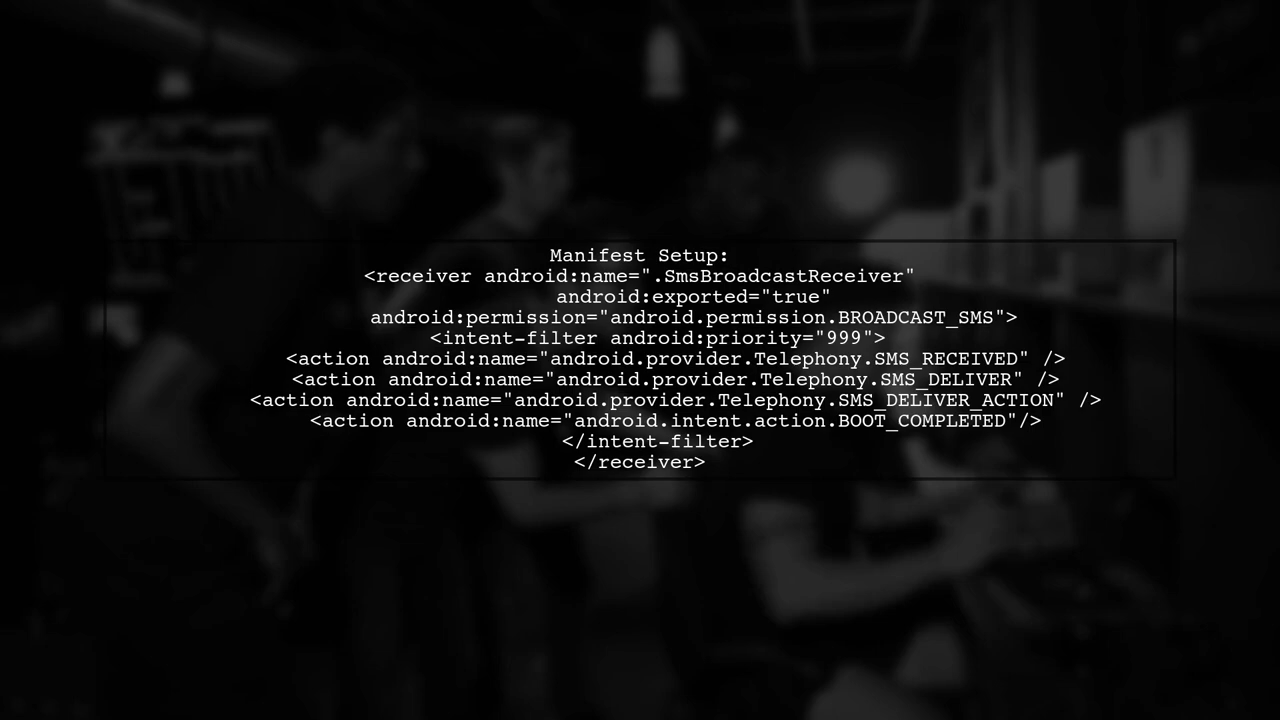 Manifest Setup:
<receiver android:name=".SmsBroadcastReceiver"
android:exported="true"
android:permission="android.permission.BROADCAST_SMS">
<intent-filter android:priority="999">
<action android:name="android.provider.Telephony.SMS_RECEIVED" />
<action android:name="android.provider.Telephony.SMS_DELIVER" />
<action android:name="android.provider.Telephony.SMS_DELIVER_ACTION" />
<action android:name="android.intent.action.BOOT_COMPLETED"/>
</intent-filter>
</receiver>